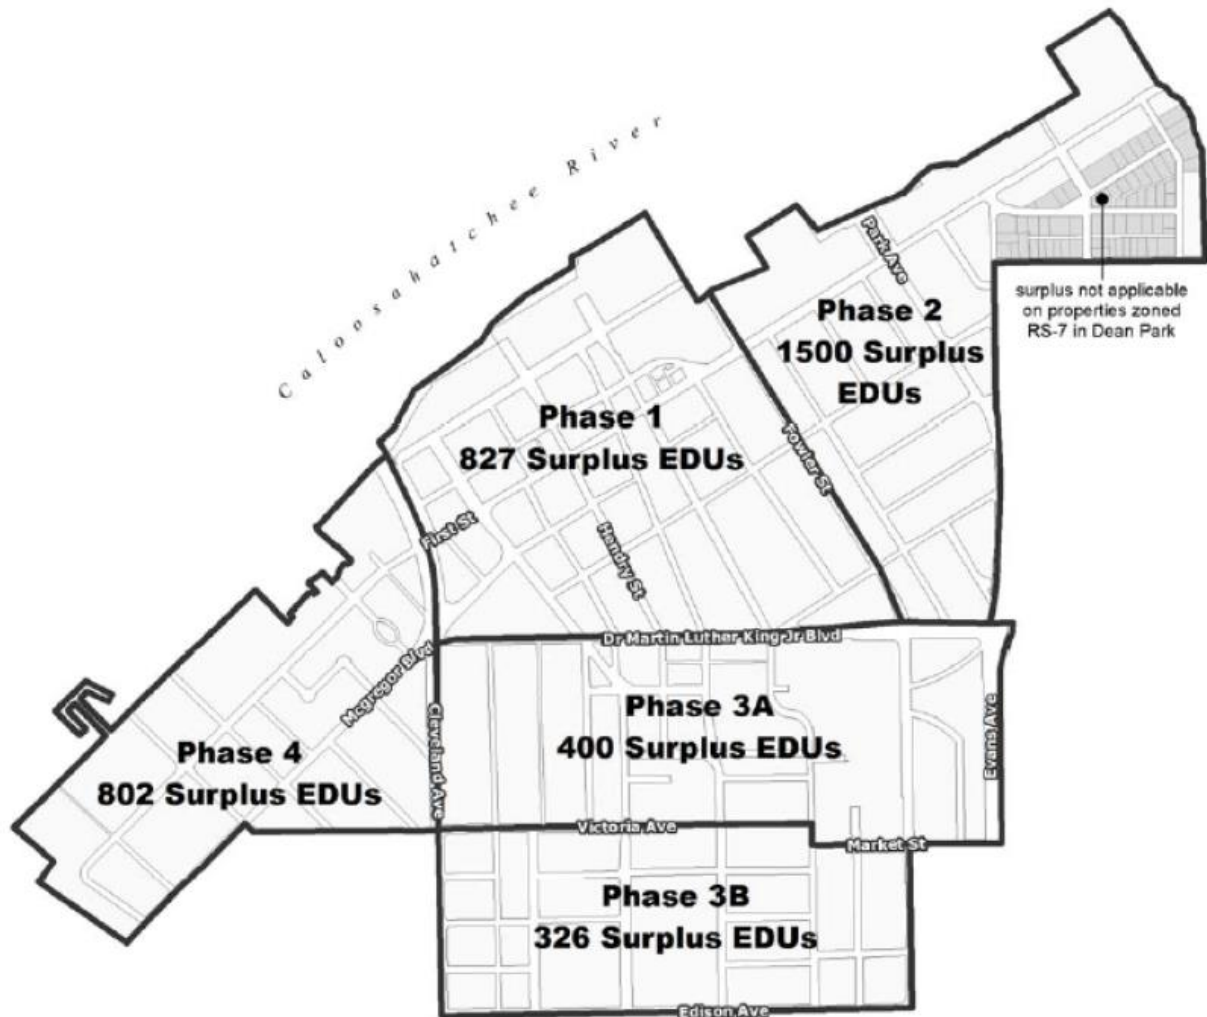 Caloosahatchee River
Park Ave
surplus not applicable
on properties zoned
RS-7 in Dean Park
Phase 2
1500 Surplus
EDUs
Phase 1
827 Surplus EDUs
Fowler St
First St
Hendry St
Dr Martin Luther King Jr Blvd
Mcgregor Blvd
Cleveland Ave
Phase 3A
400 Surplus EDUs
Evans Ave
Phase 4
802 Surplus EDUs
Victoria Ave
Market St
Phase 3B
326 Surplus EDUs
Edison Ave